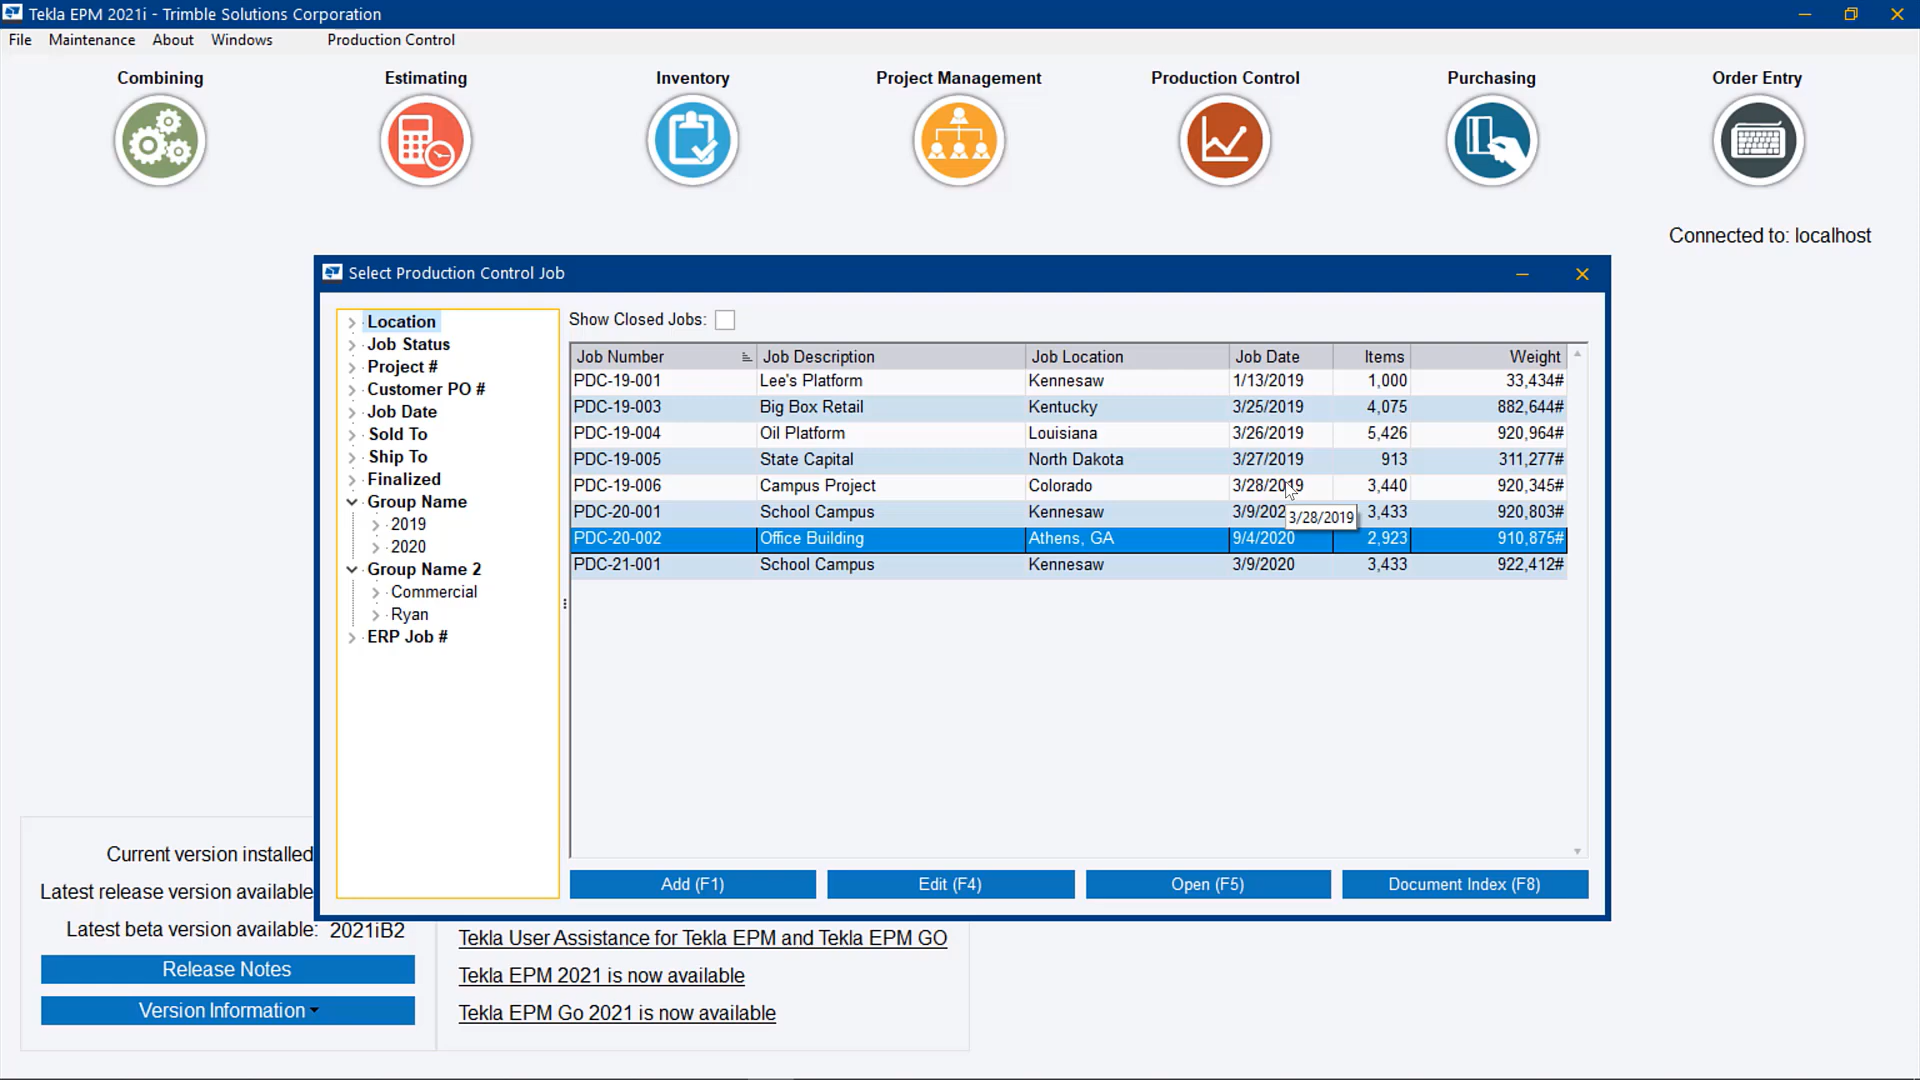 Tekla EPM 2021i - Trimble Solutions Corporation
File Maintenance About Windows Production Control
Combining Estimating Inventory Project Management Production Control Purchasing Order Entry
Connected to: localhost
Select Production Control Job
Location
Job Status
Project #
Customer PO #
Job Date
Sold To
Ship To
Finalized
Group Name
2019
2020
Group Name 2
Commercial
Ryan
ERP Job #
Show Closed Jobs:
Job Number Job Description Job Location Job Date Items Weight
PDC-19-001 Lee's Platform Kennesaw 1/13/2019 1,000 33,434#
PDC-19-003 Big Box Retail Kentucky 3/25/2019 4,075 882,644#
PDC-19-004 Oil Platform Louisiana 3/26/2019 5,426 920,964#
PDC-19-005 State Capital North Dakota 3/27/2019 913 311,277#
PDC-19-006 Campus Project Colorado 3/28/2019 3,440 920,345#
PDC-20-001 School Campus Kennesaw 3/9/202 3,433 920,803#
3/28/2019
PDC-20-002 Office Building Athens, GA 9/4/2020 2,923 910,875#
PDC-21-001 School Campus Kennesaw 3/9/2020 3,433 922,412#
Add (F1) Edit (F4) Open (F5) Document Index (F8)
Current version installed
Latest release version available
Latest beta version available: 2021iB2
Release Notes
Version Information
Tekla User Assistance for Tekla EPM and Tekla EPM GO
Tekla EPM 2021 is now available
Tekla EPM Go 2021 is now available